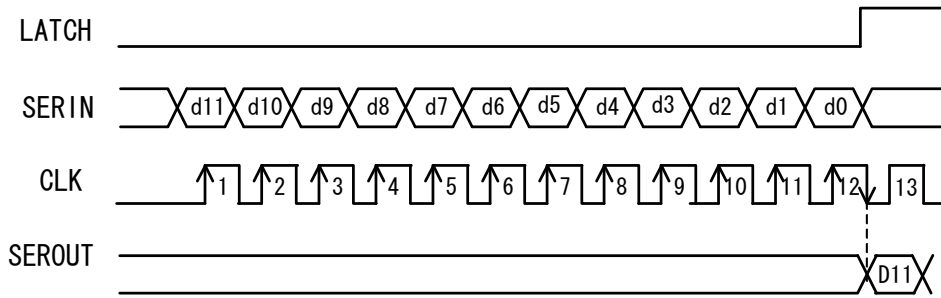 LATCH
SERIN d11 d10 d9 d8 d7 d6 d5 d4 d3 d2 d1 d0
CLK 1 2 3 4 5 6 7 8 9 10 11 12 13
SEROUT D11